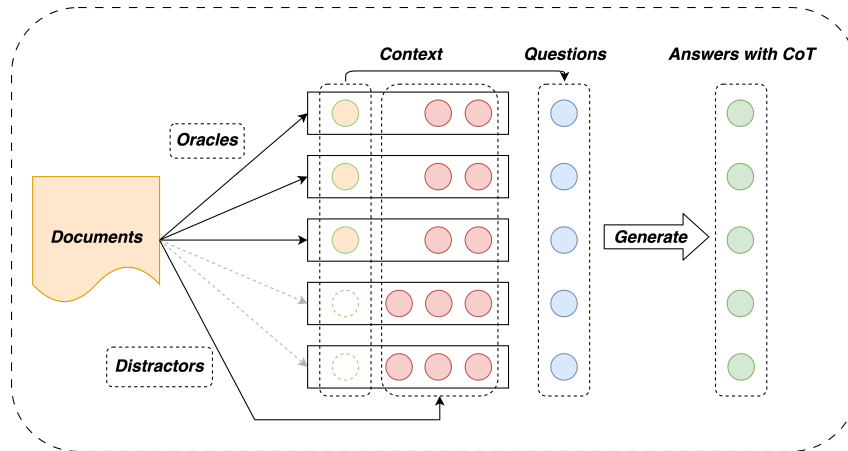 Context
Questions
Answers with CoT
Oracles
Documents
Generate
Distractors